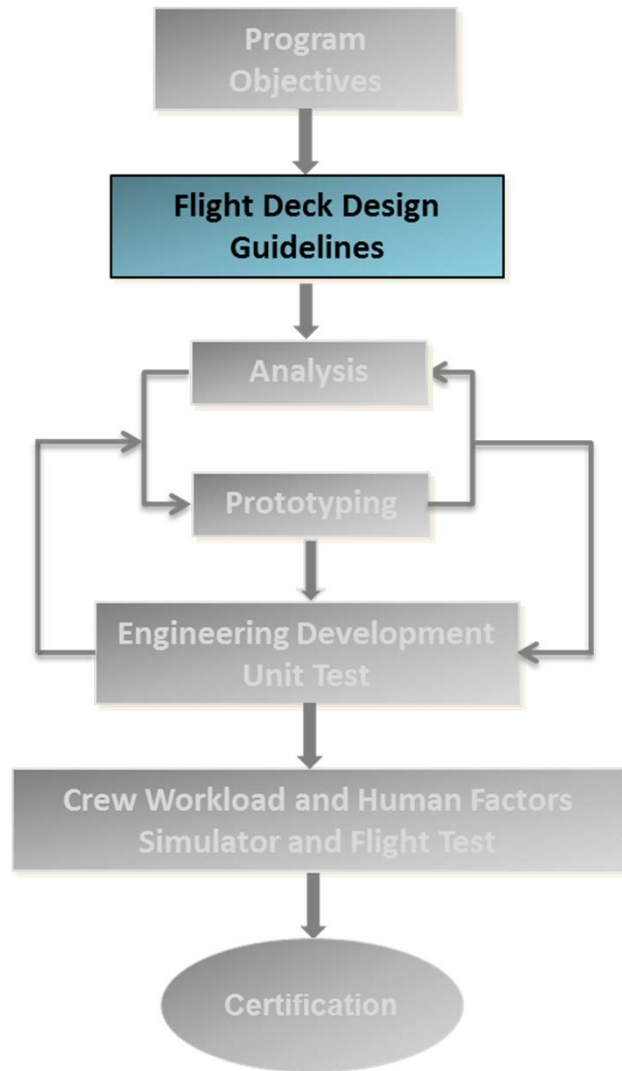 Program
Objectives
Flight Deck Design
Guidelines
Analysis
Prototyping
Engineering Development
Unit Test
Crew Workload and Human Factors
Simulator and Flight Test
Certification